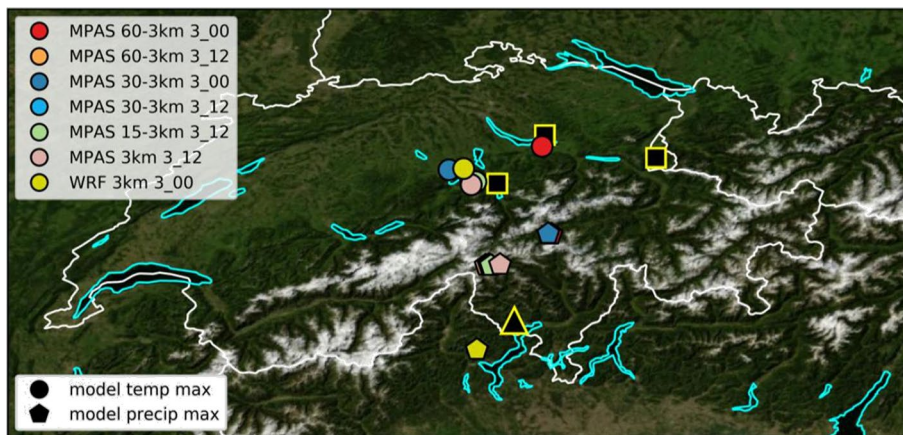 MPAS 60-3km 3_00
MPAS 60-3km 3_12
MPAS 30-3km 3_00
MPAS 30-3km 3_12
MPAS 15-3km 3_12
MPAS 3km 3_12
WRF 3km 3_00
model temp max
model precip max